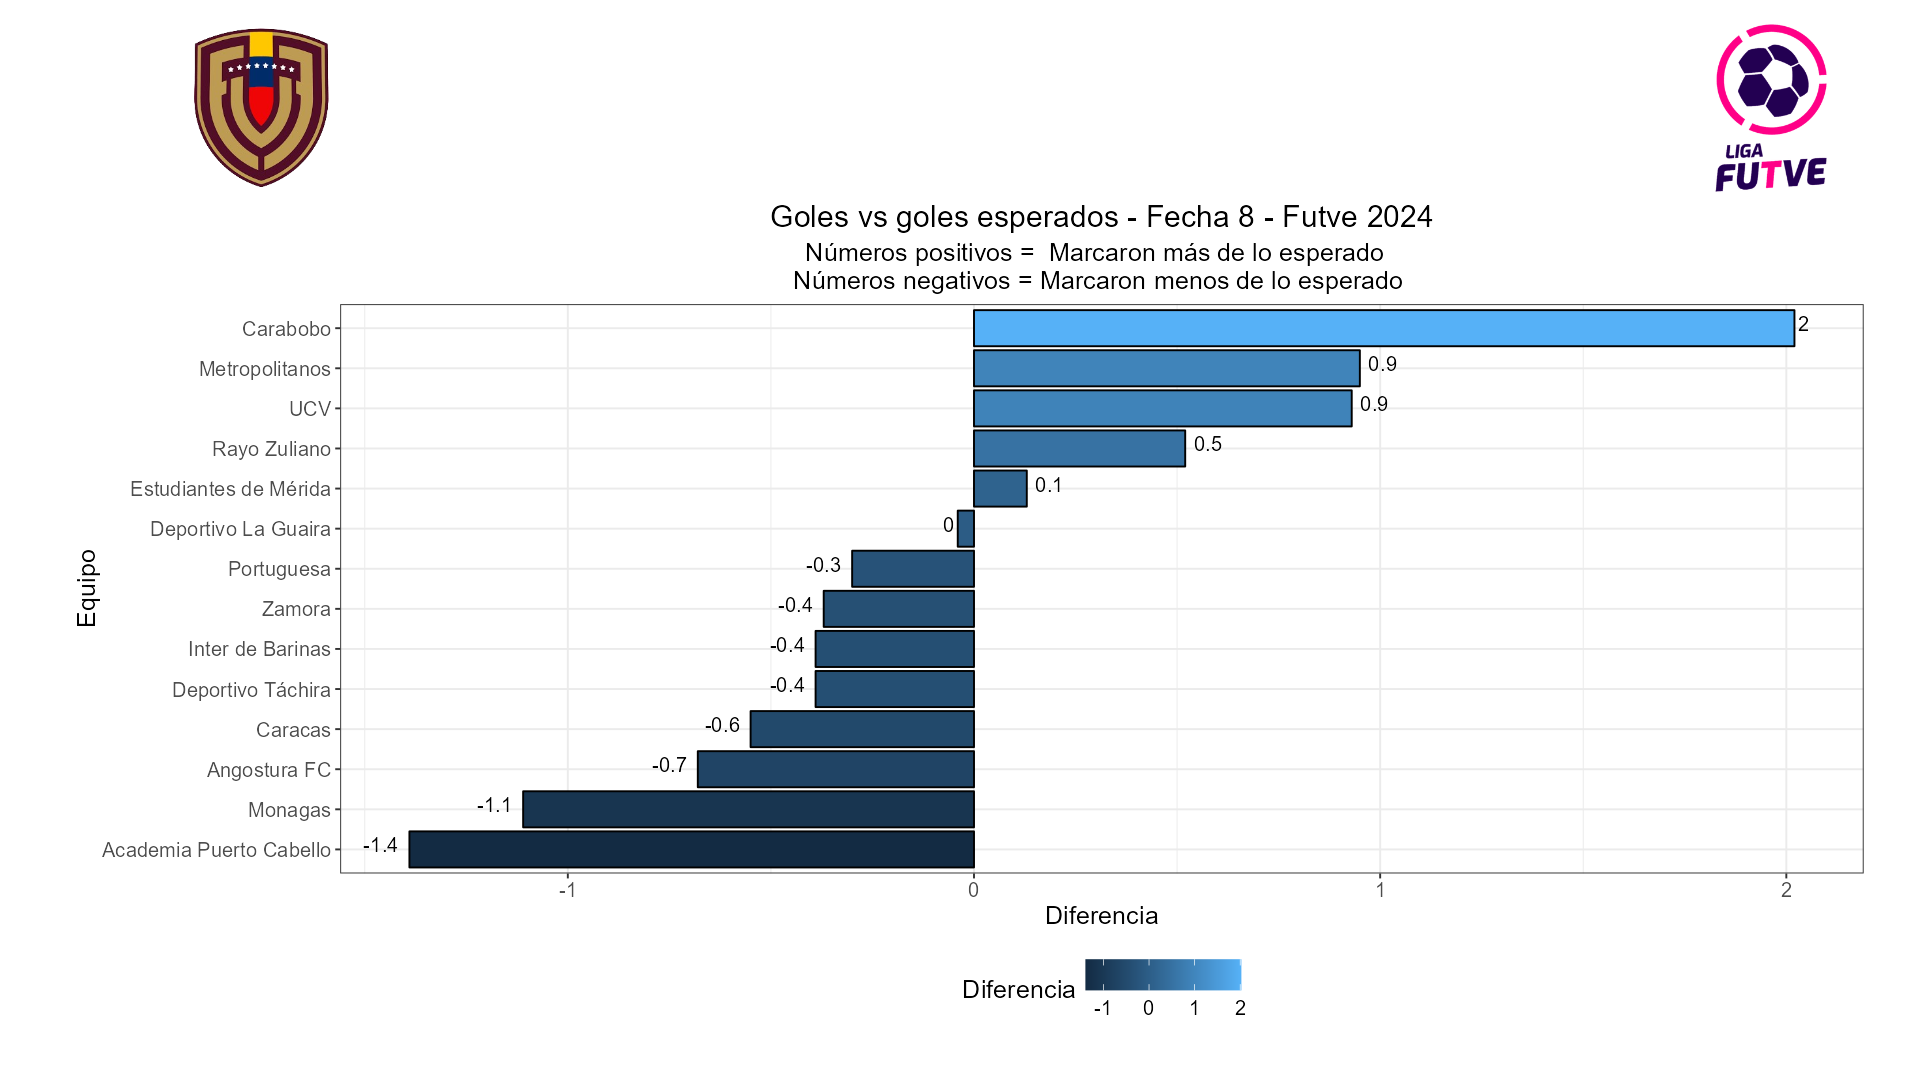 LIGA
FUTVE
Goles vs goles esperados - Fecha 8 - Futve 2024
Números positivos =  Marcaron más de lo esperado
Números negativos = Marcaron menos de lo esperado
Equipo
Carabobo 2
Metropolitanos 0.9
UCV 0.9
Rayo Zuliano 0.5
Estudiantes de Mérida 0.1
Deportivo La Guaira 0
Portuguesa -0.3
Zamora -0.4
Inter de Barinas -0.4
Deportivo Táchira -0.4
Caracas -0.6
Angostura FC -0.7
Monagas -1.1
Academia Puerto Cabello -1.4
-1 0 1 2
Diferencia
Diferencia
-1 0 1 2